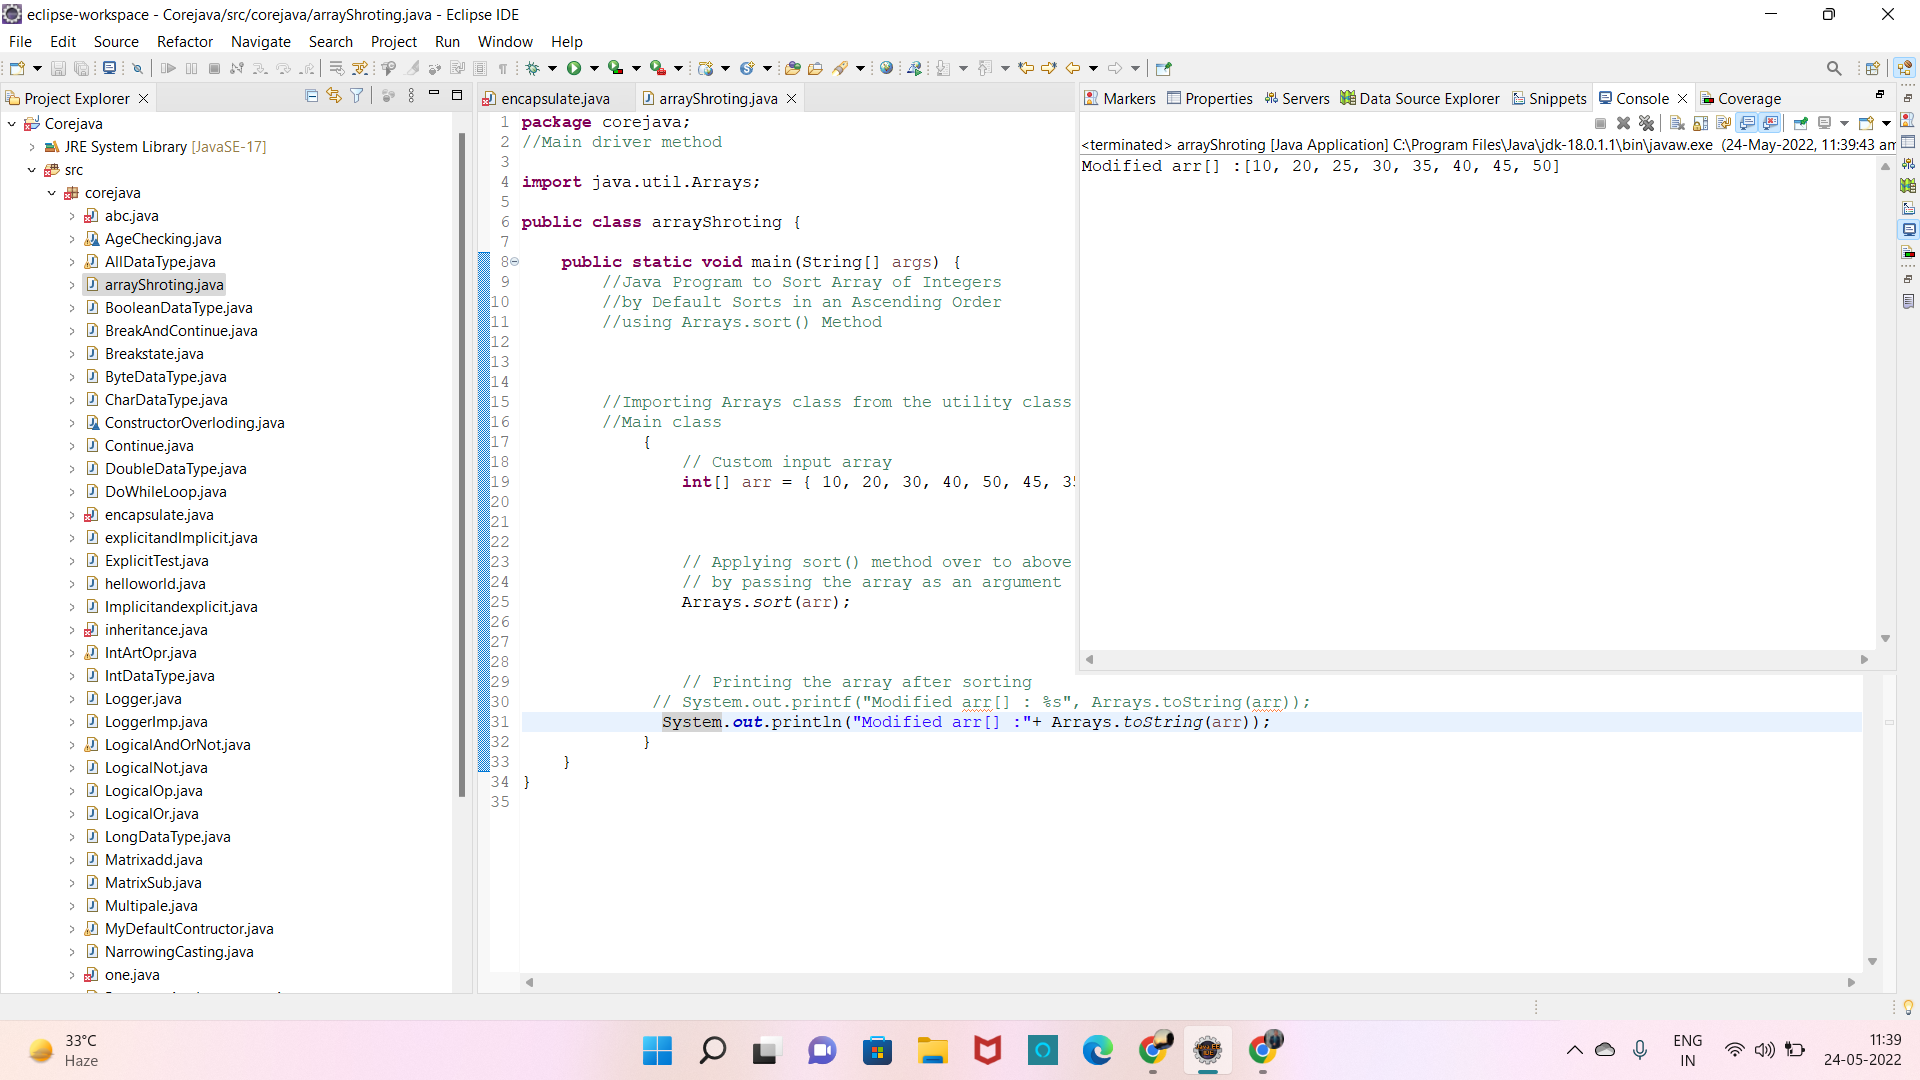 eclipse-workspace - Corejava/src/corejava/arrayShroting.java - Eclipse IDE
File Edit Source Refactor Navigate Search Project Run Window Help
Project Explorer
Corejava
JRE System Library [JavaSE-17]
src
corejava
abc.java
AgeChecking.java
AllDataType.java
arrayShroting.java
BooleanDataType.java
BreakAndContinue.java
Breakstate.java
ByteDataType.java
CharDataType.java
ConstructorOverloding.java
Continue.java
DoubleDataType.java
DoWhileLoop.java
encapsulate.java
explicitandImplicit.java
ExplicitTest.java
helloworld.java
Implicitandexplicit.java
inheritance.java
IntArtOpr.java
IntDataType.java
Logger.java
LoggerImp.java
LogicalAndOrNot.java
LogicalNot.java
LogicalOp.java
LogicalOr.java
LongDataType.java
Matrixadd.java
MatrixSub.java
Multipale.java
MyDefaultContructor.java
NarrowingCasting.java
one.java
encapsulate.java arrayShroting.java
1 package corejava;
2 //Main driver method
3
4 import java.util.Arrays;
5
6 public class arrayShroting {
7
8 public static void main(String[] args) {
9 //Java Program to Sort Array of Integers
10 //by Default Sorts in an Ascending Order
11 //using Arrays.sort() Method
12
13
14
15 //Importing Arrays class from the utility class
16 //Main class
17 {
18 // Custom input array
19 int[] arr = { 10, 20, 30, 40, 50, 45, 35
20
21
22
23 // Applying sort() method over to above
24 // by passing the array as an argument
25 Arrays.sort(arr);
26
27
28
29 // Printing the array after sorting
30 // System.out.printf("Modified arr[] : %s", Arrays.toString(arr));
31 System.out.println("Modified arr[] :"+ Arrays.toString(arr));
32 }
33 }
34 }
35
Markers Properties Servers Data Source Explorer Snippets Console Coverage
<terminated> arrayShroting [Java Application] C:\Program Files\Java\jdk-18.0.1.1\bin\javaw.exe (24-May-2022, 11:39:43 am
Modified arr[] :[10, 20, 25, 30, 35, 40, 45, 50]
33°C
Haze
ENG
IN
11:39
24-05-2022